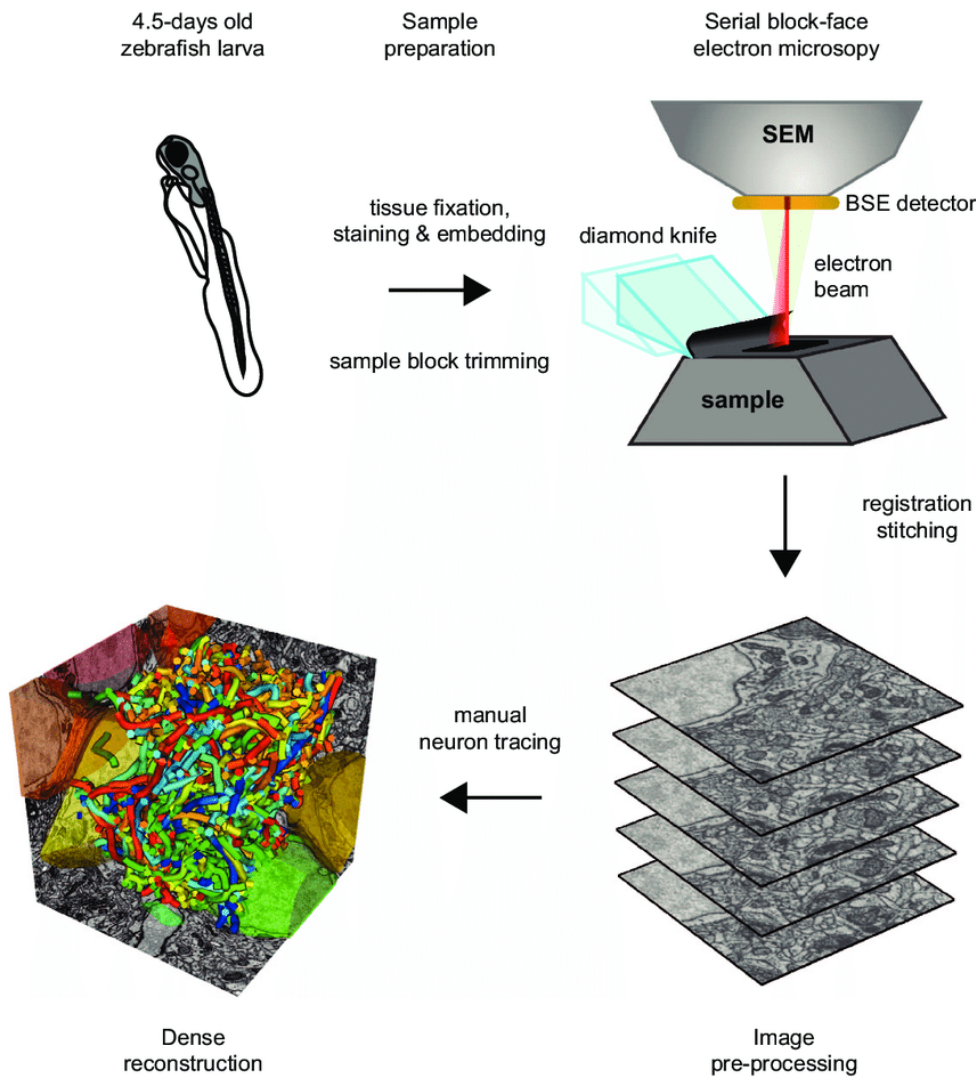 4.5-days old
zebrafish larva
Sample
preparation
Serial block-face
electron microsopy
SEM
BSE detector
tissue fixation,
staining & embedding
diamond knife
electron
beam
sample block trimming
sample
registration
stitching
manual
neuron tracing
Dense
reconstruction
Image
pre-processing